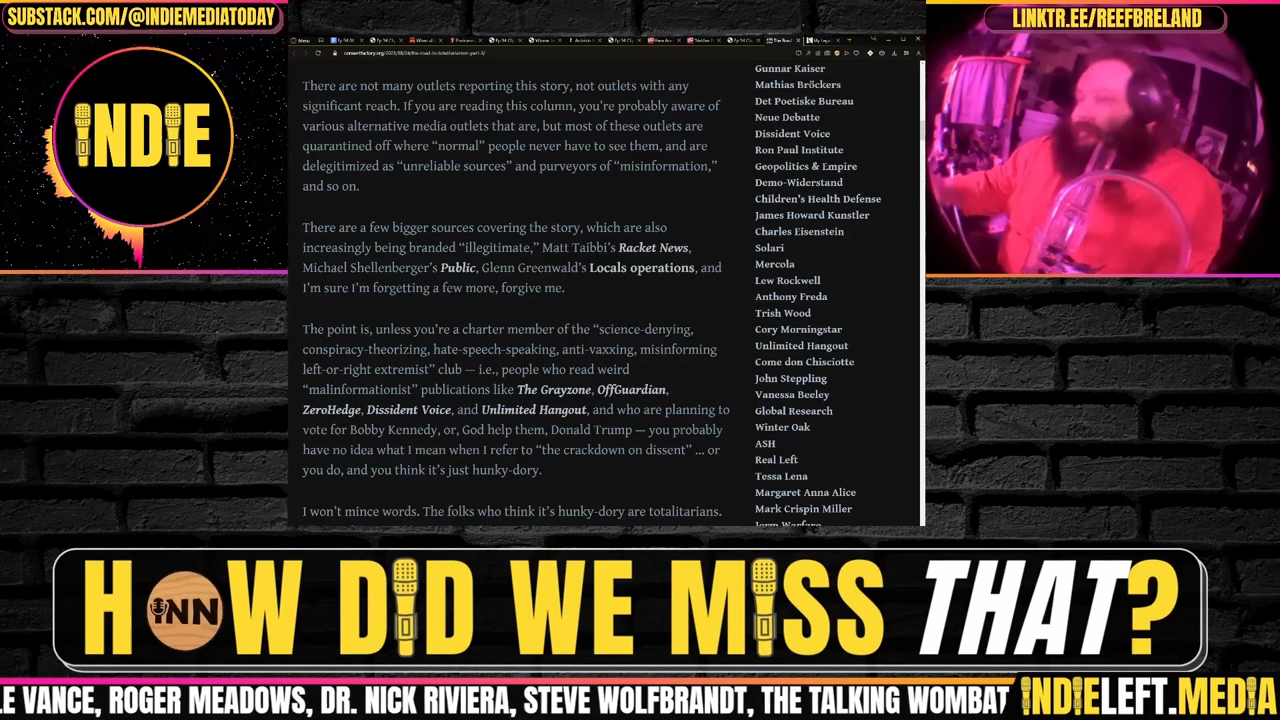 SUBSTACK.COM/@INDIEMEDIATODAY
LINKTR.EE/REEFBRELAND
INDIE
consentfactory.org/2023/08/24/the-road-to-totalitarianism-part-3/
There are not many outlets reporting this story, not outlets with any
significant reach. If you are reading this column, you're probably aware of
various alternative media outlets that are, but most of these outlets are
quarantined off where “normal” people never have to see them, and are
delegitimized as “unreliable sources” and purveyors of “misinformation,”
and so on.
There are a few bigger sources covering the story, which are also
increasingly being branded “illegitimate,” Matt Taibbi's Racket News,
Michael Shellenberger's Public, Glenn Greenwald's Locals operations, and
I'm sure I'm forgetting a few more, forgive me.
The point is, unless you're a charter member of the “science-denying,
conspiracy-theorizing, hate-speech-speaking, anti-vaxxing, misinforming
left-or-right extremist” club — i.e., people who read weird
“malinformationist” publications like The Grayzone, OffGuardian,
ZeroHedge, Dissident Voice, and Unlimited Hangout, and who are planning to
vote for Bobby Kennedy, or, God help them, Donald Trump — you probably
have no idea what I mean when I refer to “the crackdown on dissent” ... or
you do, and you think it's just hunky-dory.
I won't mince words. The folks who think it's hunky-dory are totalitarians.
Gunnar Kaiser
Mathias Bröckers
Det Poetiske Bureau
Neue Debatte
Dissident Voice
Ron Paul Institute
Geopolitics & Empire
Demo-Widerstand
Children's Health Defense
James Howard Kunstler
Charles Eisenstein
Solari
Mercola
Lew Rockwell
Anthony Freda
Trish Wood
Cory Morningstar
Unlimited Hangout
Come don Chisciotte
John Steppling
Vanessa Beeley
Global Research
Winter Oak
ASH
Real Left
Tessa Lena
Margaret Anna Alice
Mark Crispin Miller
Jorm Warfare
HOW DID WE MISS THAT?
INN
LE VANCE, ROGER MEADOWS, DR. NICK RIVIERA, STEVE WOLFBRANDT, THE TALKING WOMBAT
INDIELEFT.MEDIA